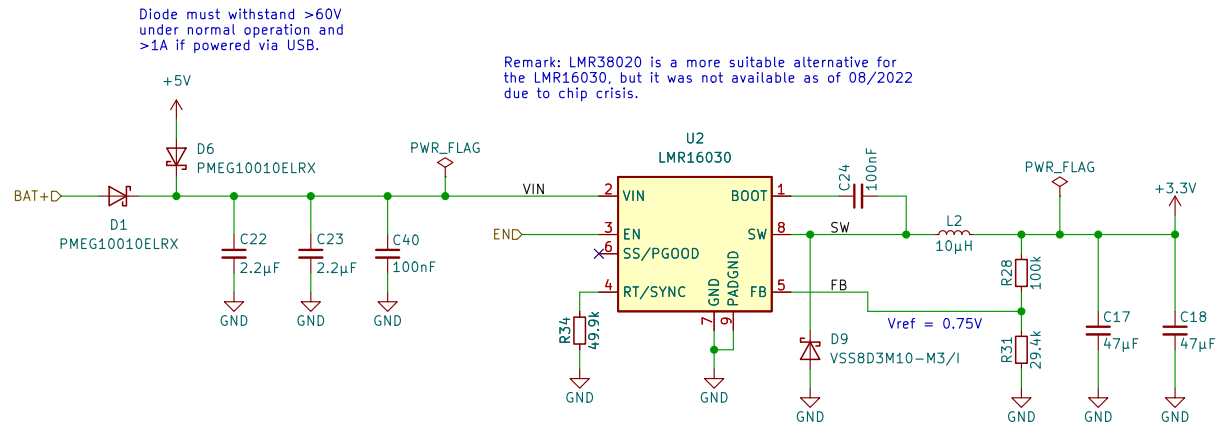 Diode must withstand >60V
under normal operation and
>1A if powered via USB.
Remark: LMR38020 is a more suitable alternative for
the LMR16030, but it was not available as of 08/2022
due to chip crisis.
+5V
D6
PMEG10010ELRX
BAT+
D1
PMEG10010ELRX
C22
2.2µF
GND
C23
2.2µF
GND
C40
100nF
GND
PWR_FLAG
VIN
EN
U2
LMR16030
2
VIN
3
EN
6
SS/PGOOD
4
RT/SYNC
BOOT
1
SW
8
FB
5
GND
7
PADGND
9
GND
R34
49.9k
GND
C24
100nF
SW
FB
L2
10µH
D9
VSS8D3M10-M3/I
GND
Vref = 0.75V
PWR_FLAG
R28
100k
R31
29.4k
GND
C17
47µF
GND
+3.3V
C18
47µF
GND